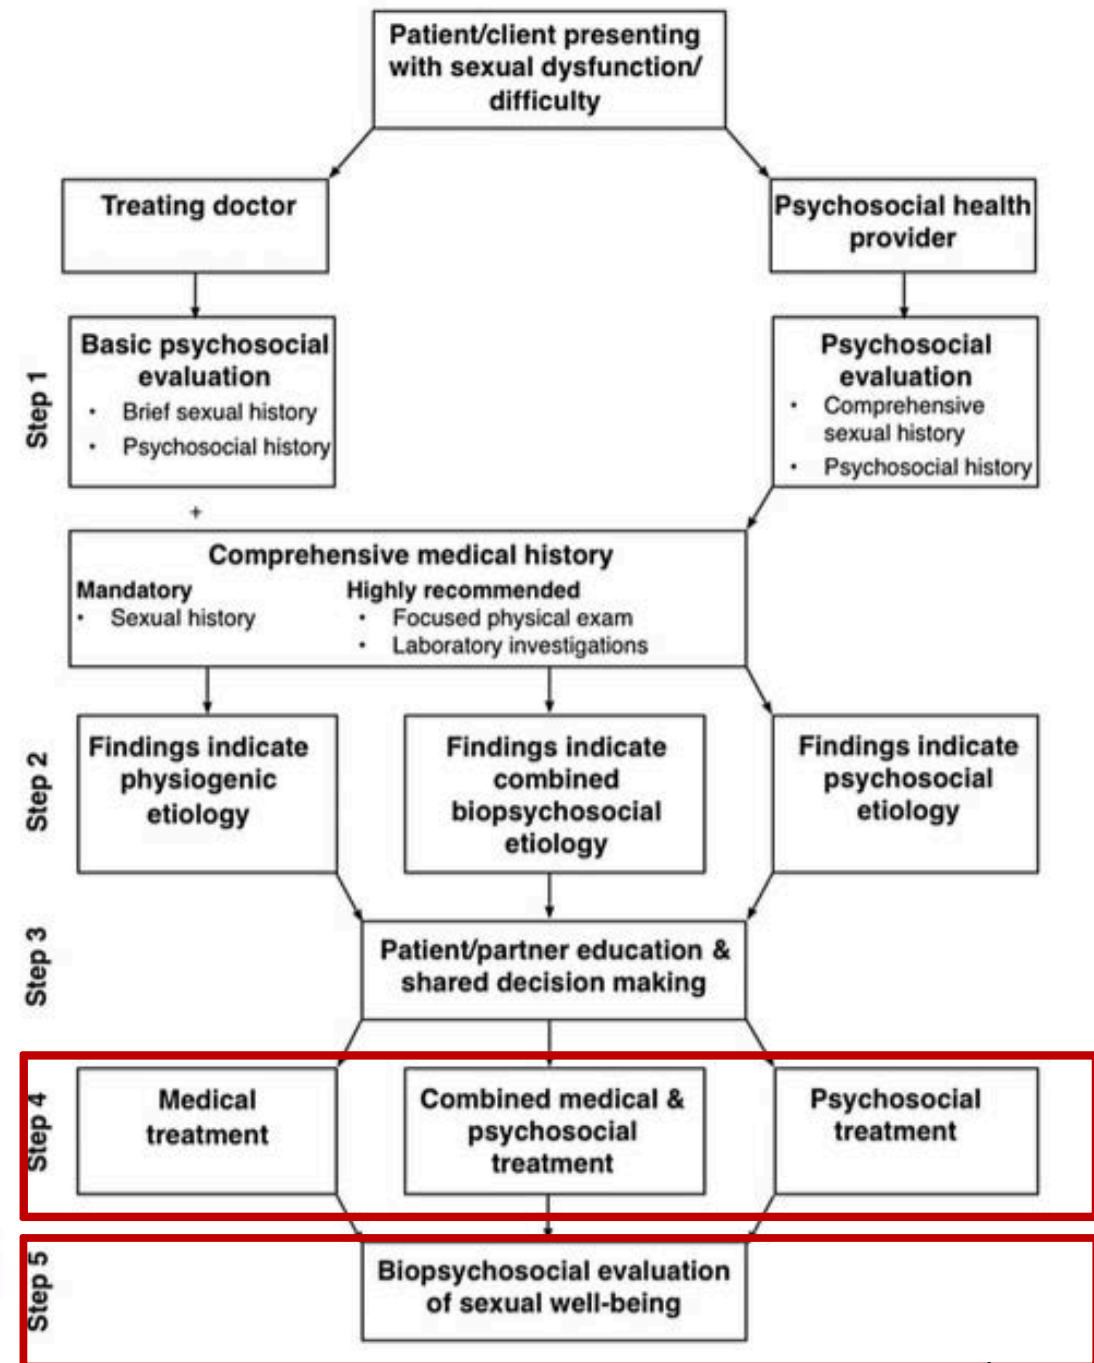 Patient/client presenting
with sexual dysfunction/
difficulty
Treating doctor
Psychosocial health
provider
Step 1
Basic psychosocial
evaluation
• Brief sexual history
• Psychosocial history
Psychosocial
evaluation
• Comprehensive
sexual history
• Psychosocial history
+
Comprehensive medical history
Mandatory
• Sexual history
Highly recommended
• Focused physical exam
• Laboratory investigations
Step 2
Findings indicate
physiogenic
etiology
Findings indicate
combined
biopsychosocial
etiology
Findings indicate
psychosocial
etiology
Step 3
Patient/partner education &
shared decision making
Step 4
Medical
treatment
Combined medical &
psychosocial
treatment
Psychosocial
treatment
Step 5
Biopsychosocial evaluation
of sexual well-being